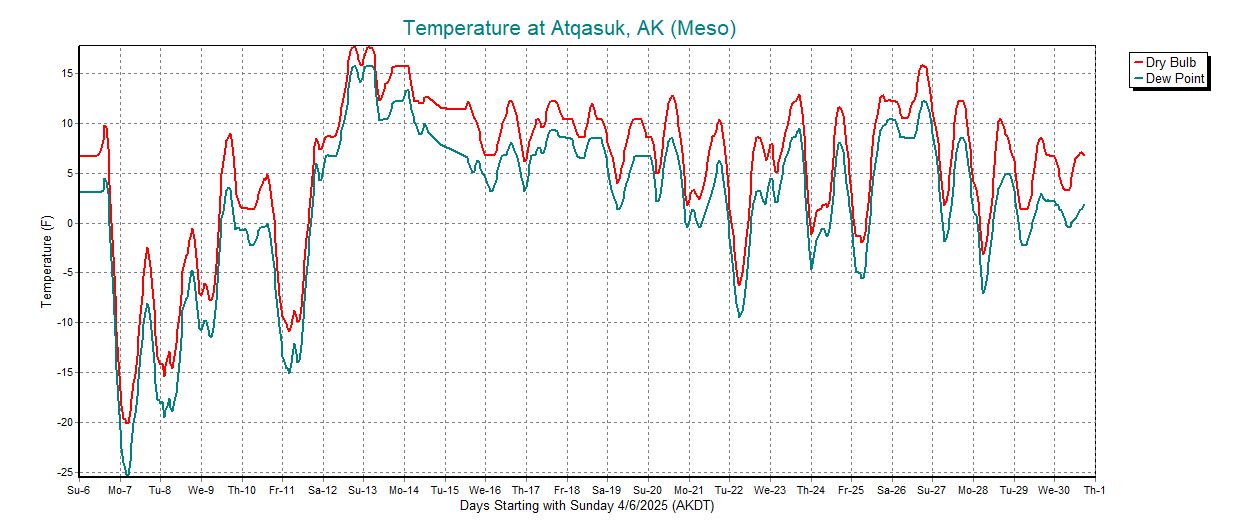 Temperature at Atqasuk, AK (Meso)
Dry Bulb
Dew Point
Temperature (F)
15
10
5
0
-5
-10
-15
-20
-25
Su-6 Mo-7 Tu-8 We-9 Th-10 Fr-11 Sa-12 Su-13 Mo-14 Tu-15 We-16 Th-17 Fr-18 Sa-19 Su-20 Mo-21 Tu-22 We-23 Th-24 Fr-25 Sa-26 Su-27 Mo-28 Tu-29 We-30 Th-1
Days Starting with Sunday 4/6/2025 (AKDT)